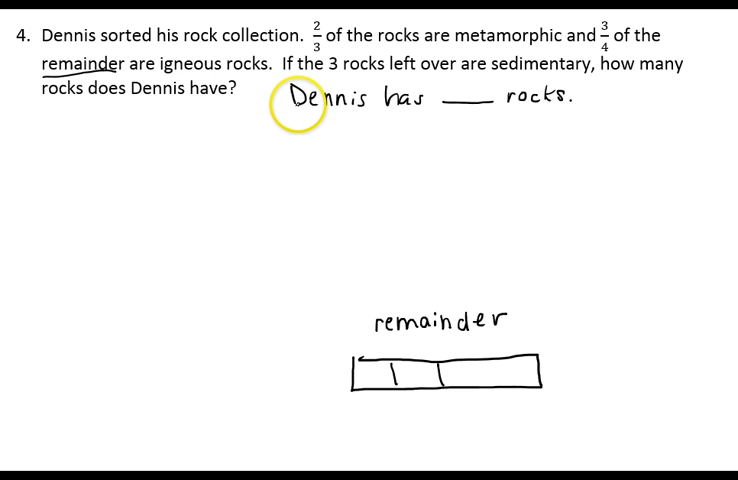 4. Dennis sorted his rock collection. 2/3 of the rocks are metamorphic and 3/4 of the
remainder are igneous rocks. If the 3 rocks left over are sedimentary, how many
rocks does Dennis have?
Dennis has ___ rocks.
remainder